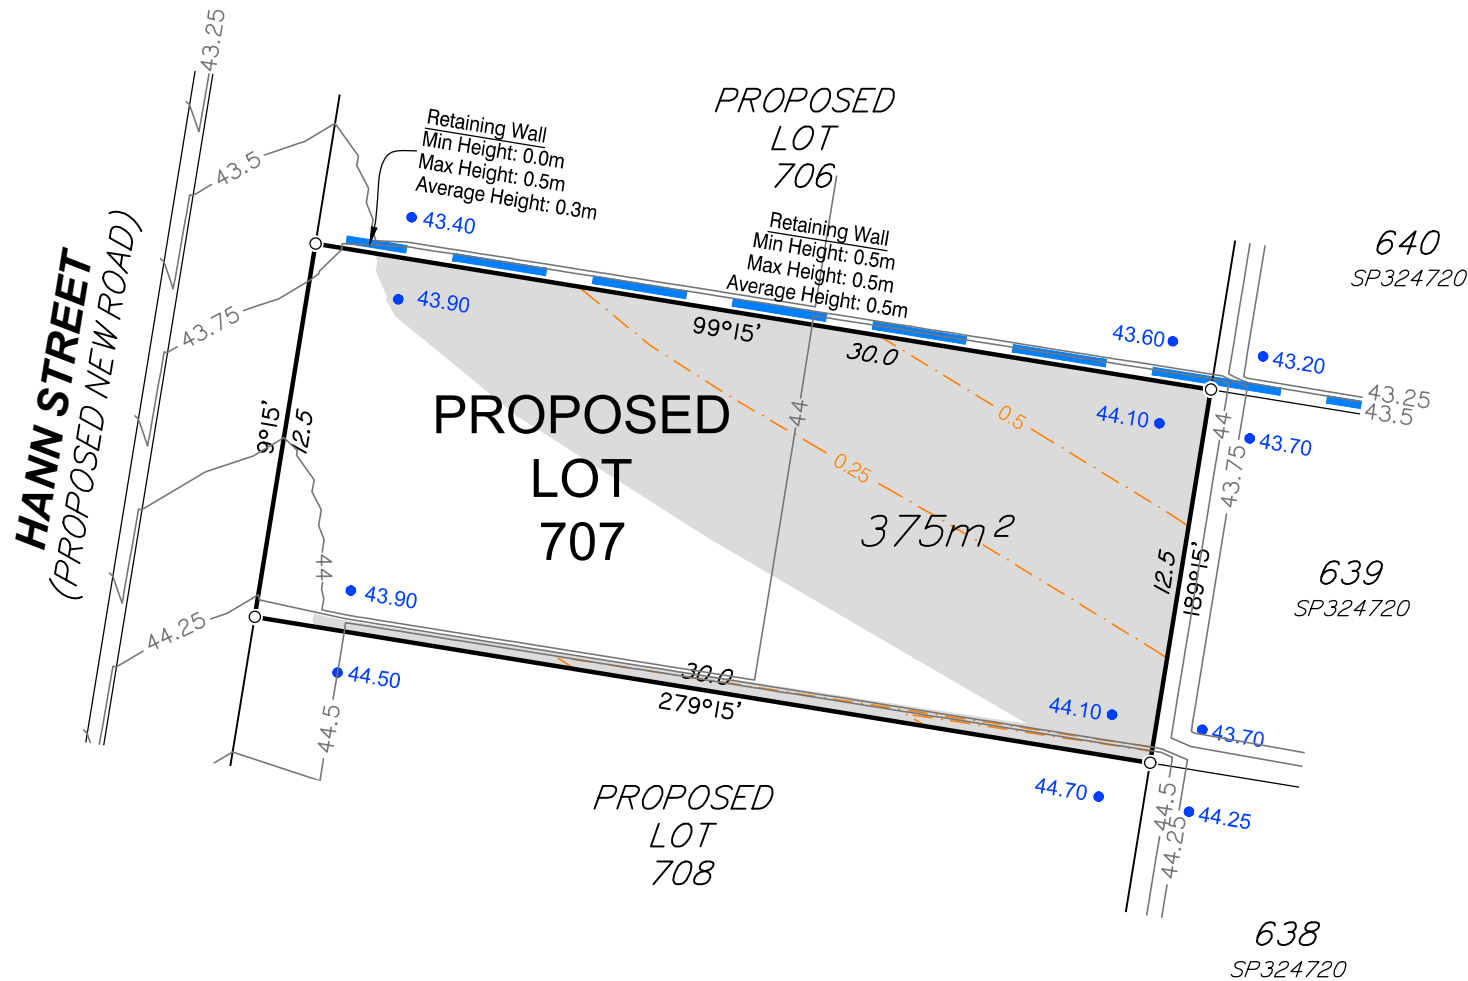 43.25
PROPOSED
LOT
706
Retaining Wall
Min Height: 0.0m
Max Height: 0.5m
Average Height: 0.3m
43.5
43.40
Retaining Wall
Min Height: 0.5m
Max Height: 0.5m
Average Height: 0.5m
640
SP324720
HANN STREET
(PROPOSED NEW ROAD)
43.75
43.90
99°15'
30.0
43.60
43.20
43.25
43.5
44.10
44
43.70
43.75
9°15'
12.5
PROPOSED
LOT
707
44
0.5
0.25
375m²
12.5
189°15'
639
SP324720
44
43.90
44.25
44.50
44.5
30.0
279°15'
44.10
43.70
44.70
44.5
44.25
44.25
PROPOSED
LOT
708
638
SP324720